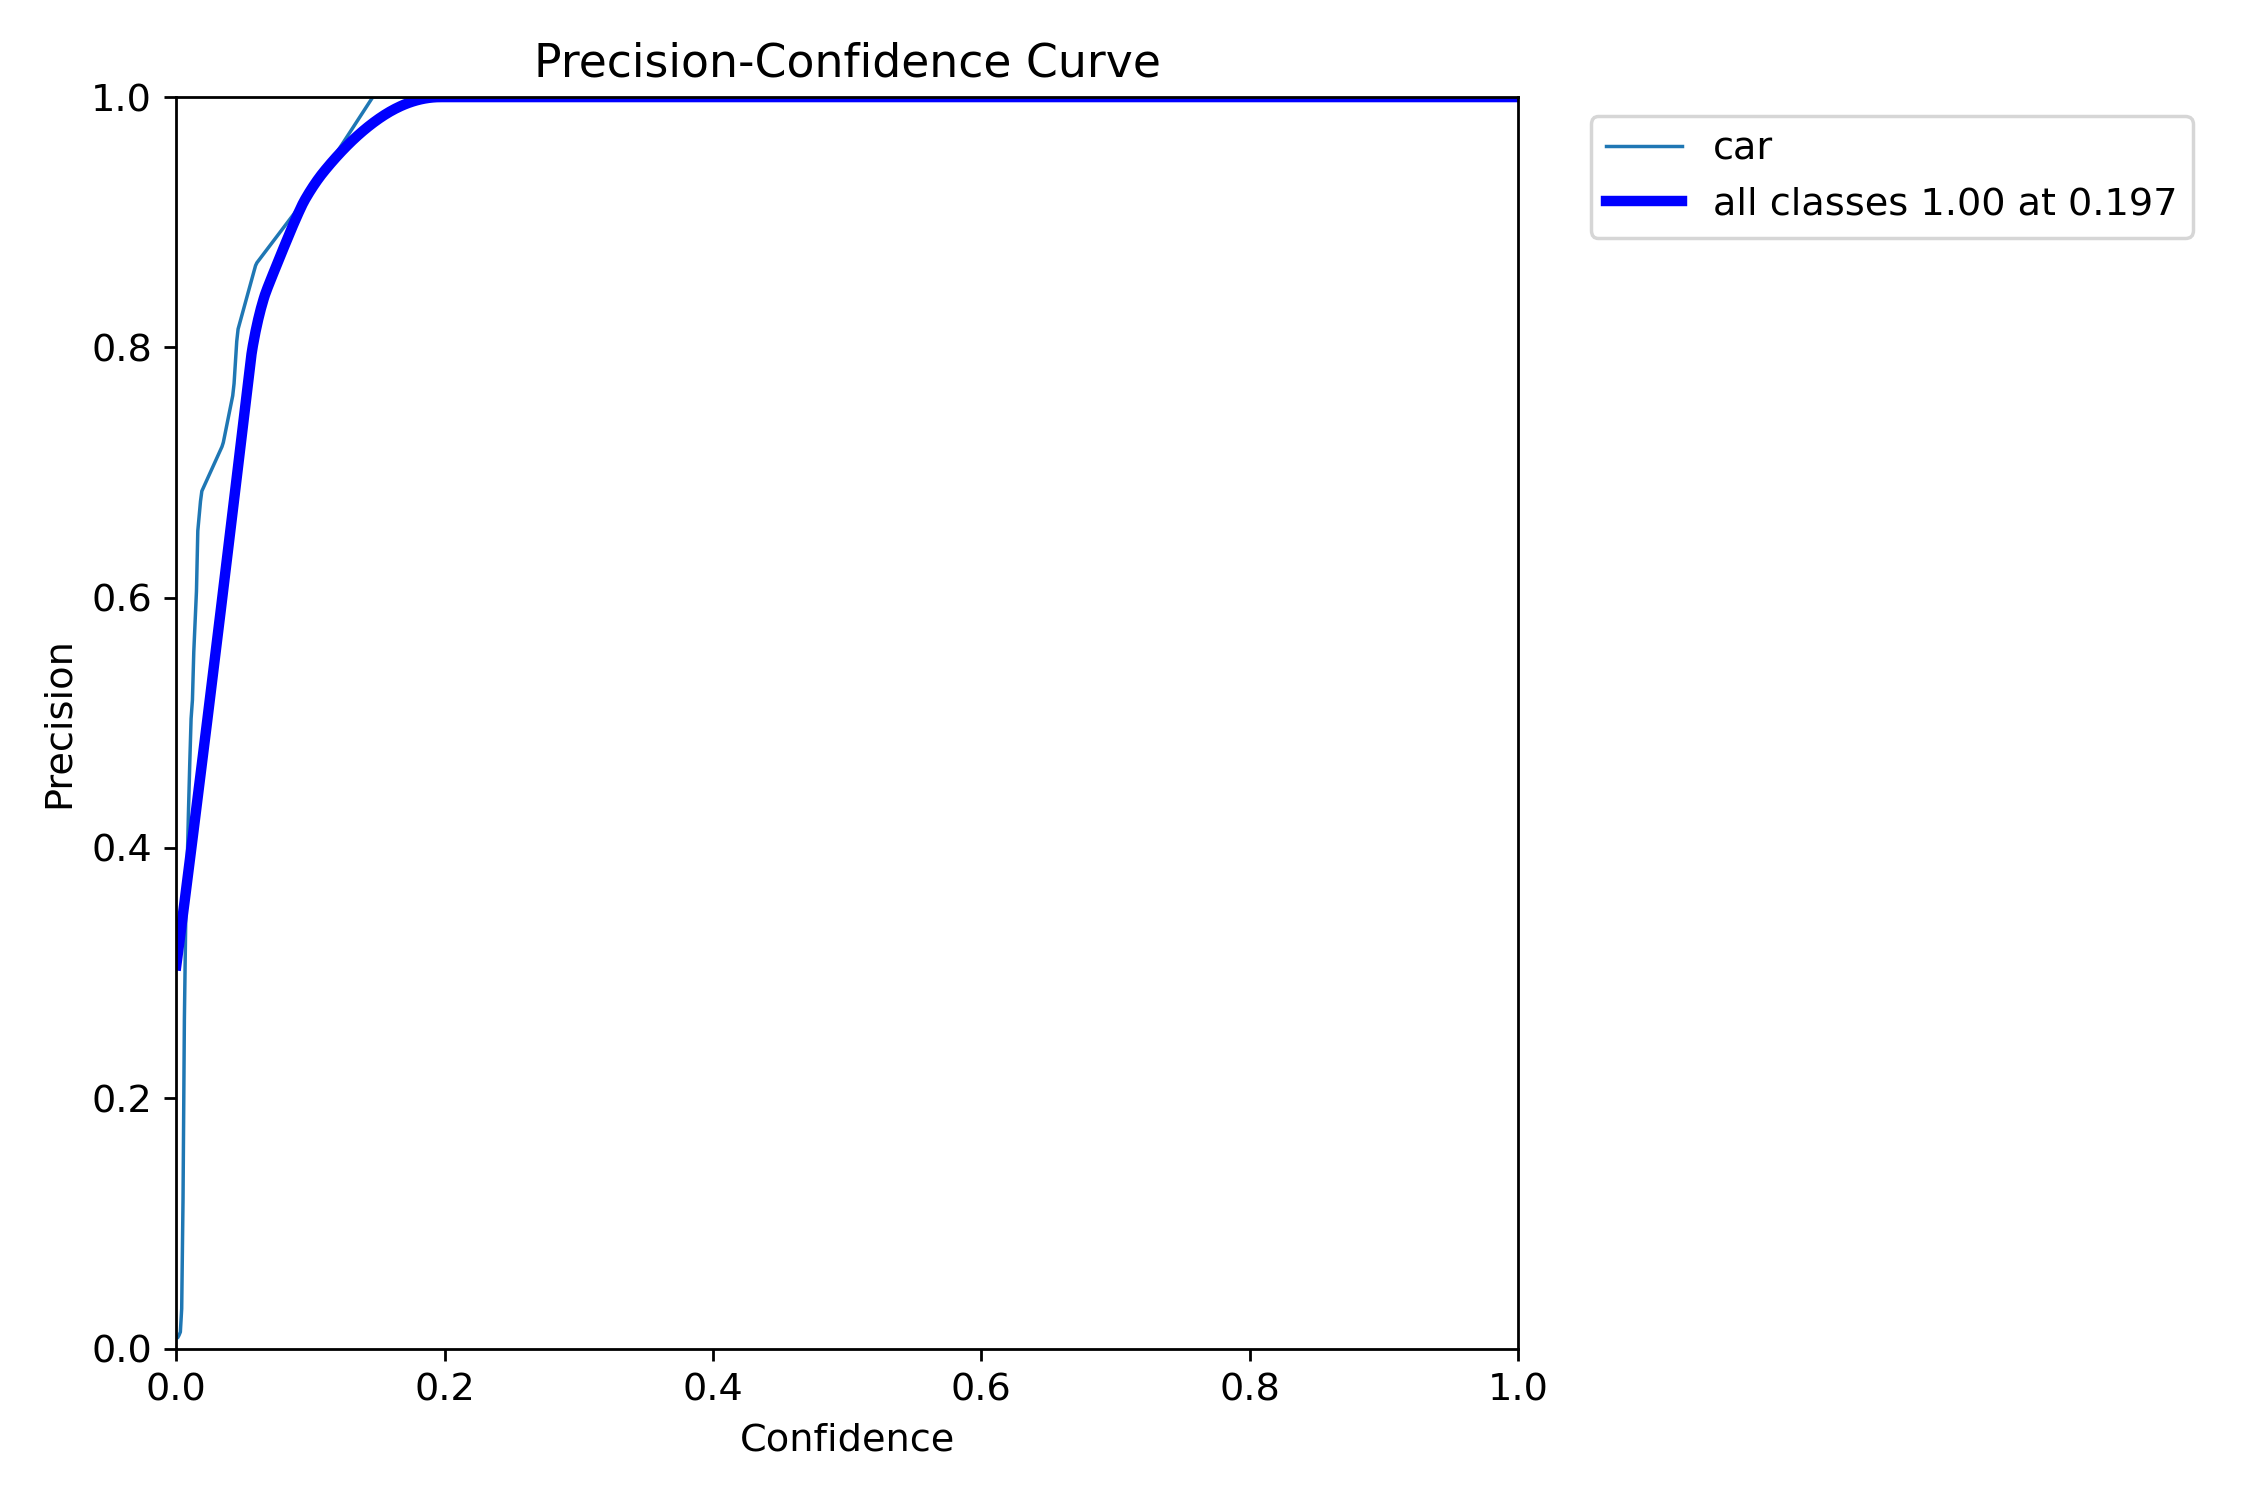 Precision-Confidence Curve
car
all classes 1.00 at 0.197
Precision
1.0
0.8
0.6
0.4
0.2
0.0
0.0 0.2 0.4 0.6 0.8 1.0
Confidence